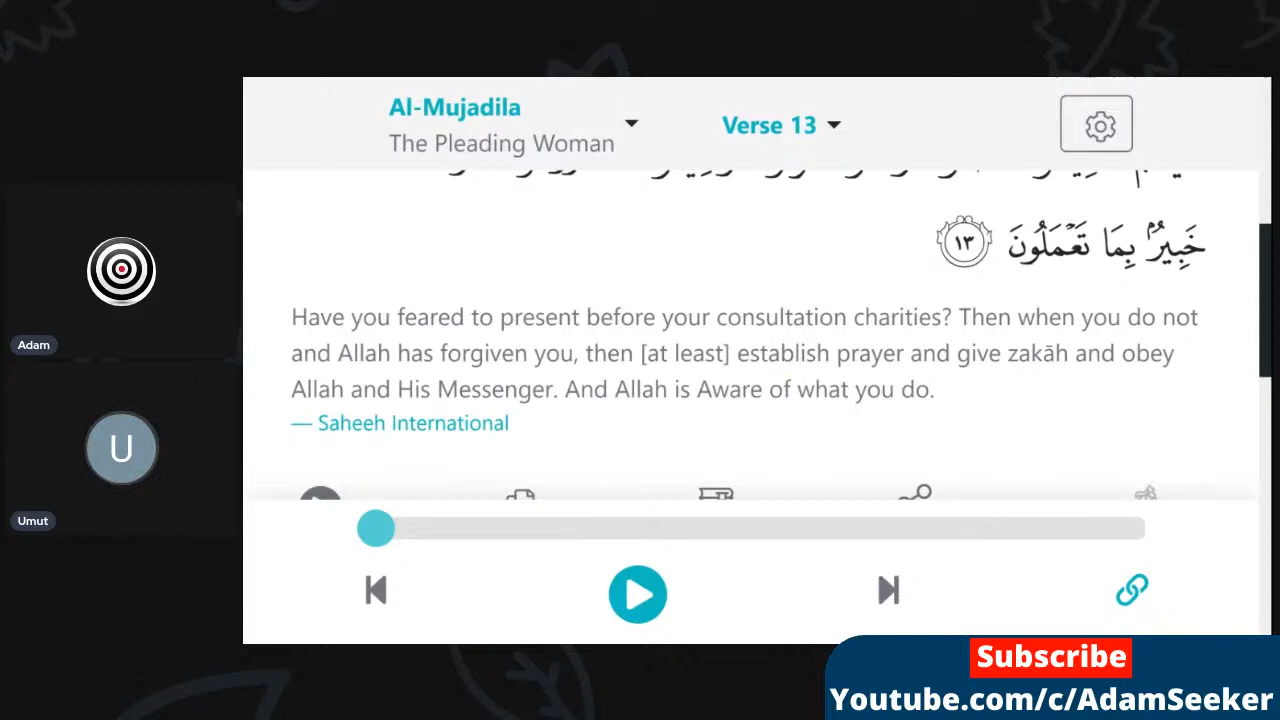 Al-Mujadila
The Pleading Woman
Verse 13
خَبِيرٌۢ بِمَا تَعْمَلُونَ ١٣
Have you feared to present before your consultation charities? Then when you do not
and Allah has forgiven you, then [at least] establish prayer and give zakāh and obey
Allah and His Messenger. And Allah is Aware of what you do.
— Saheeh International
Adam
U
Umut
Subscribe
Youtube.com/c/AdamSeeker